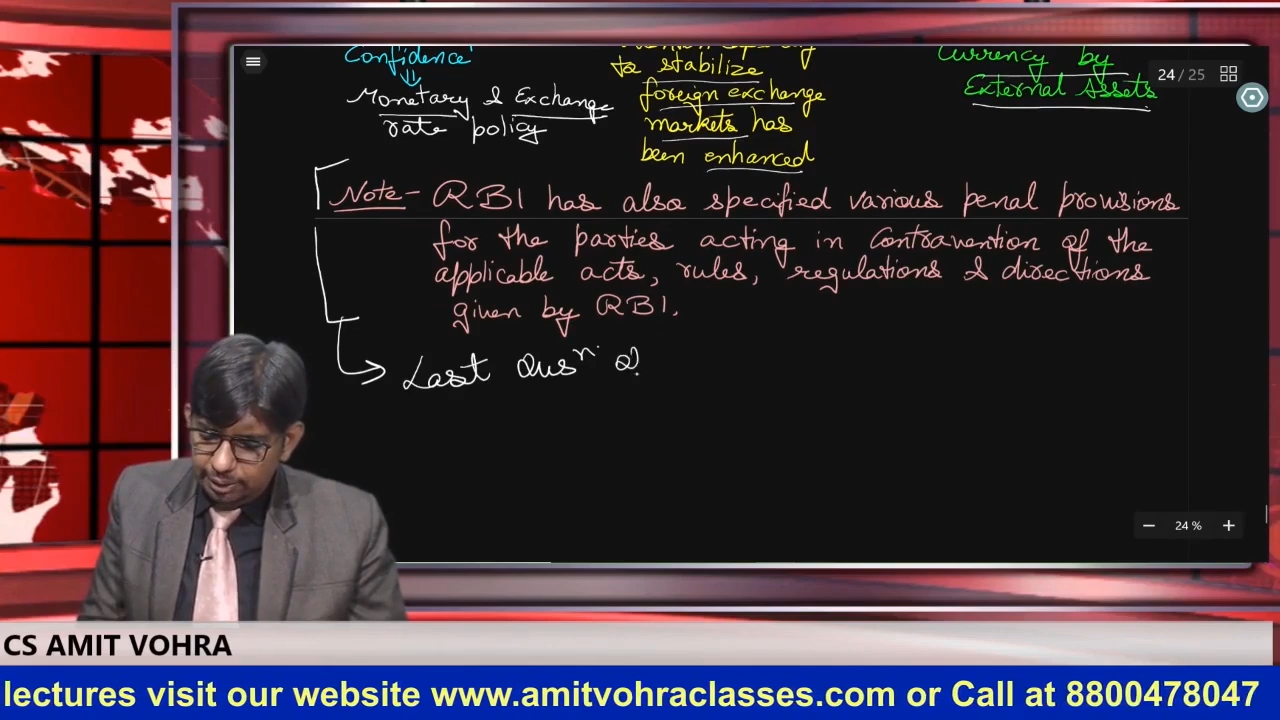 Confidence
to stabilize
Currency by
24 / 25
External Assets
Monetary & Exchange
rate policy
foreign exchange
markets has
been enhanced
Note - RBI has also specified various penal provisions
for the parties acting in contravention of the
applicable acts, rules, regulations & directions
given by RBI.
Last Qusn.
24 %
CS AMIT VOHRA
lectures visit our website www.amitvohraclasses.com or Call at 8800478047